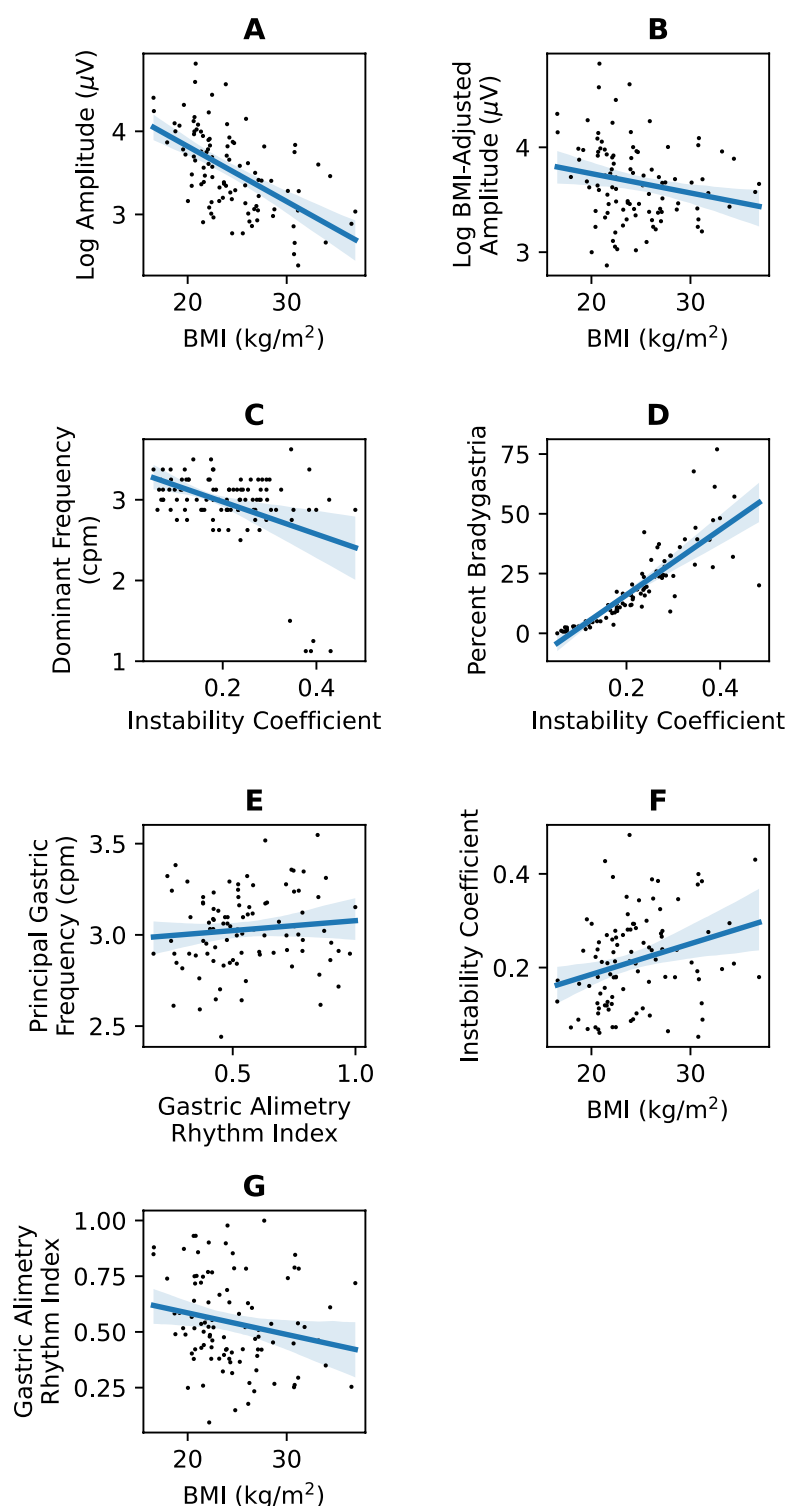 A
Log Amplitude (μV)
4
3
20 30
BMI (kg/m²)
B
Log BMI-Adjusted
Amplitude (μV)
4
3
20 30
BMI (kg/m²)
C
Dominant Frequency
(cpm)
3
2
1
0.2 0.4
Instability Coefficient
D
Percent Bradygastria
75
50
25
0
0.2 0.4
Instability Coefficient
E
Principal Gastric
Frequency (cpm)
3.5
3.0
2.5
0.5 1.0
Gastric Alimetry
Rhythm Index
F
Instability Coefficient
0.4
0.2
20 30
BMI (kg/m²)
G
Gastric Alimetry
Rhythm Index
1.00
0.75
0.50
0.25
20 30
BMI (kg/m²)